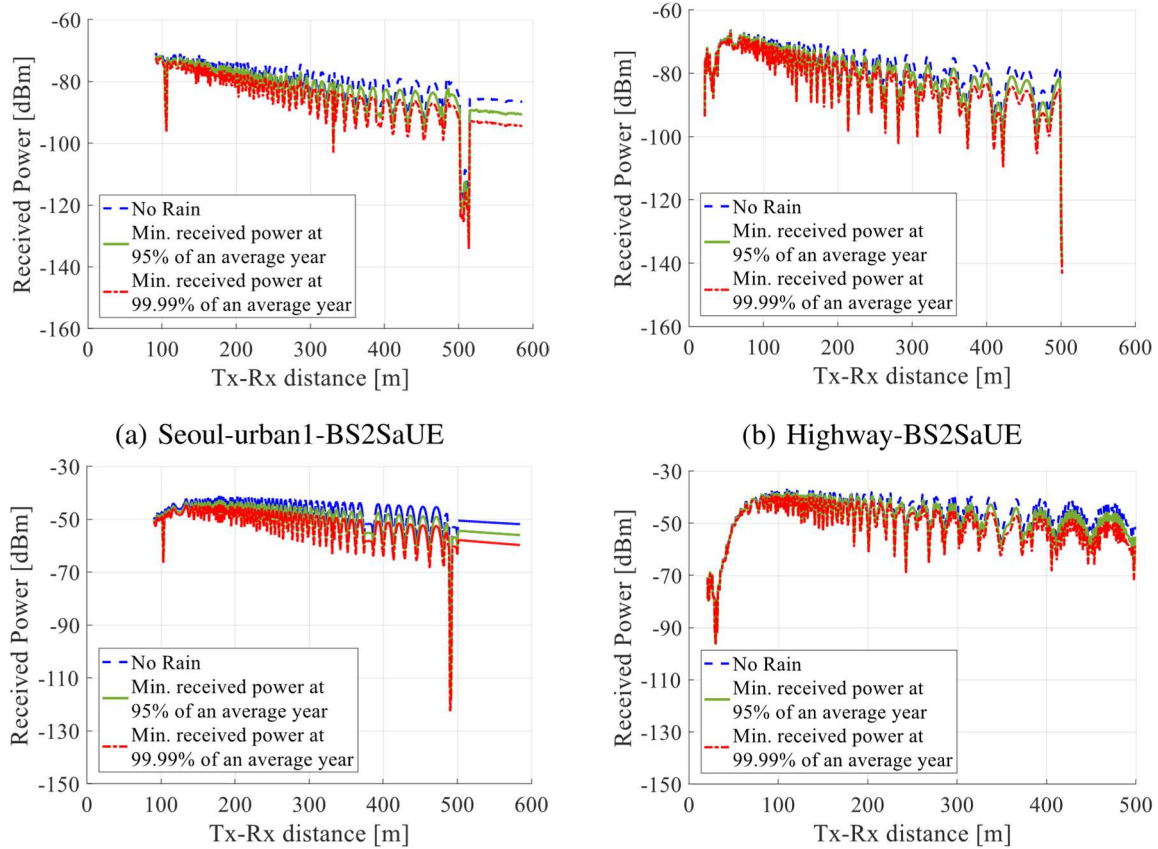 -60
-80
-100
-120
-140
-160
Received Power [dBm]
No Rain
Min. received power at
95% of an average year
Min. received power at
99.99% of an average year
0 100 200 300 400 500 600
Tx-Rx distance [m]
(a) Seoul-urban1-BS2SaUE
-60
-80
-100
-120
-140
-160
Received Power [dBm]
No Rain
Min. received power at
95% of an average year
Min. received power at
99.99% of an average year
0 100 200 300 400 500 600
Tx-Rx distance [m]
(b) Highway-BS2SaUE
-30
-50
-70
-90
-110
-130
-150
Received Power [dBm]
No Rain
Min. received power at
95% of an average year
Min. received power at
99.99% of an average year
0 100 200 300 400 500 600
Tx-Rx distance [m]
-30
-50
-70
-90
-110
-130
-150
Received Power [dBm]
No Rain
Min. received power at
95% of an average year
Min. received power at
99.99% of an average year
0 50 100 150 200 250 300 350 400 450 500
Tx-Rx distance [m]